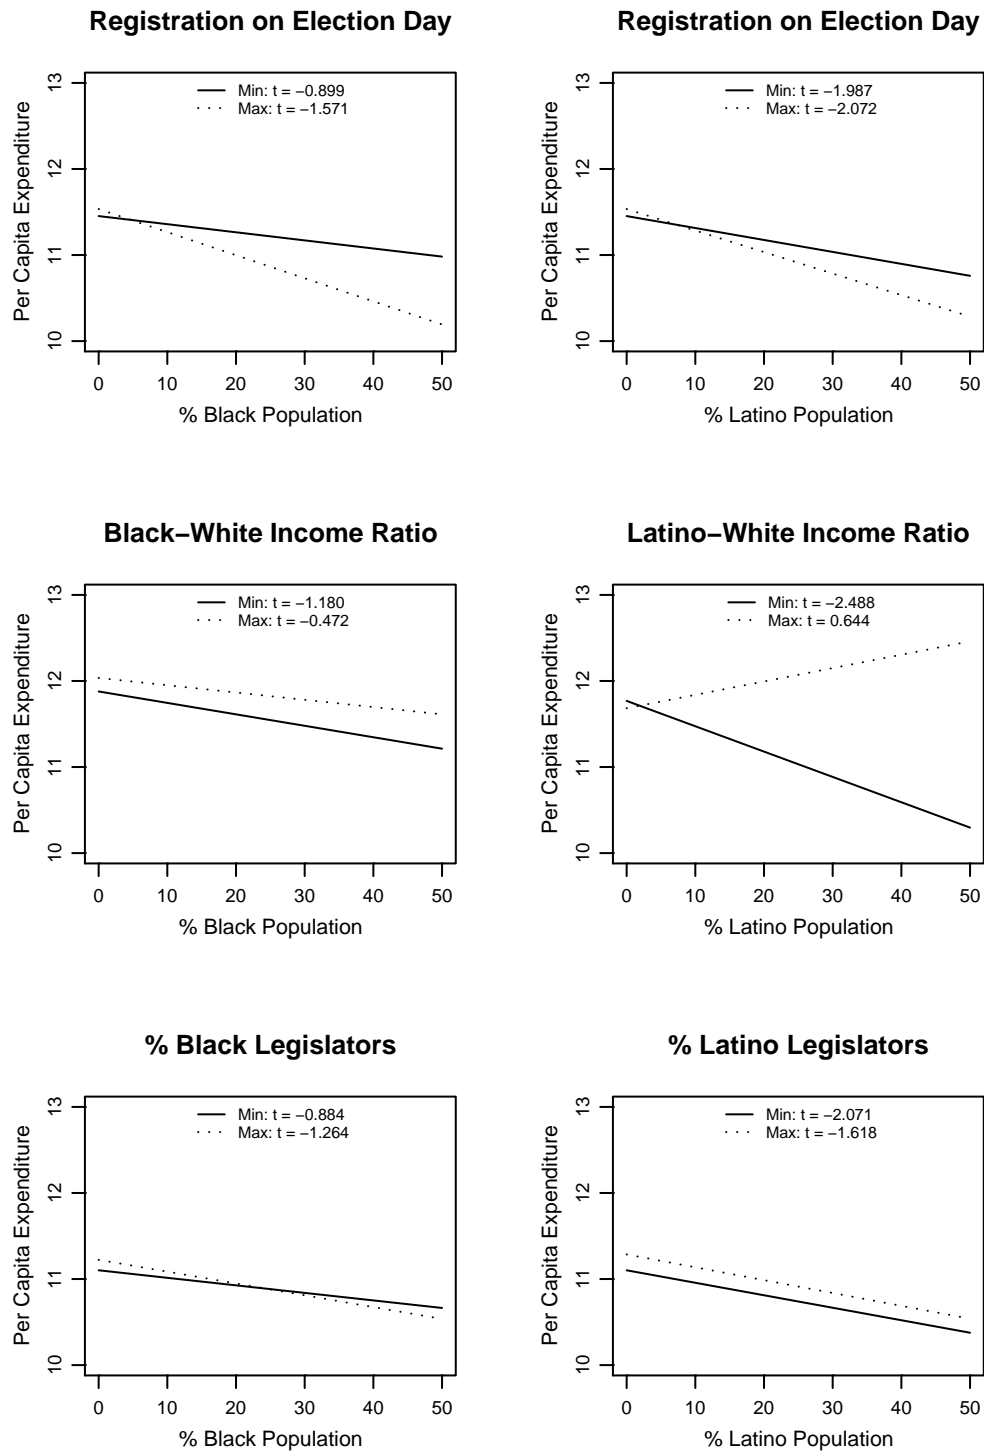 Registration on Election Day
Per Capita Expenditure
13
12
11
10
Min: t = −0.899
Max: t = −1.571
0 10 20 30 40 50
% Black Population
Registration on Election Day
Per Capita Expenditure
13
12
11
10
Min: t = −1.987
Max: t = −2.072
0 10 20 30 40 50
% Latino Population
Black−White Income Ratio
Per Capita Expenditure
13
12
11
10
Min: t = −1.180
Max: t = −0.472
0 10 20 30 40 50
% Black Population
Latino−White Income Ratio
Per Capita Expenditure
13
12
11
10
Min: t = −2.488
Max: t = 0.644
0 10 20 30 40 50
% Latino Population
% Black Legislators
Per Capita Expenditure
13
12
11
10
Min: t = −0.884
Max: t = −1.264
0 10 20 30 40 50
% Black Population
% Latino Legislators
Per Capita Expenditure
13
12
11
10
Min: t = −2.071
Max: t = −1.618
0 10 20 30 40 50
% Latino Population